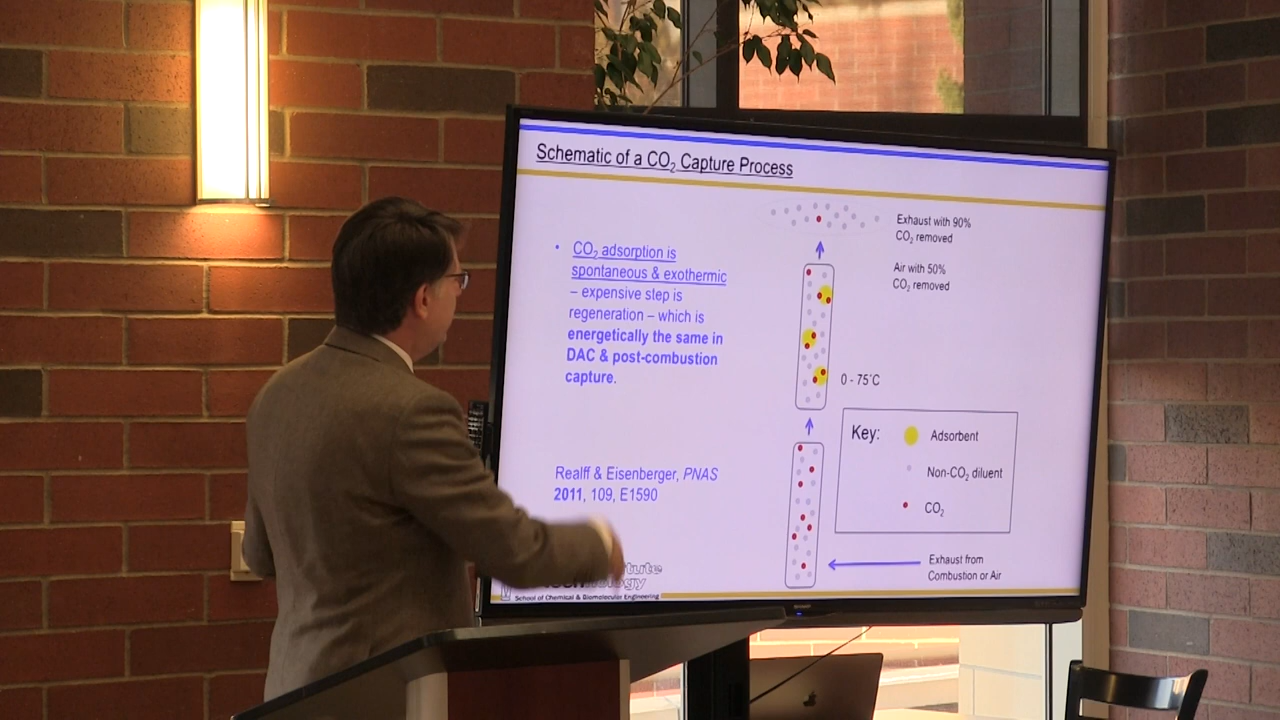 Schematic of a CO₂ Capture Process
• CO₂ adsorption is
spontaneous & exothermic
– expensive step is
regeneration – which is
energetically the same in
DAC & post-combustion
capture.
Realff & Eisenberger, PNAS
2011, 109, E1590
Exhaust with 90%
CO₂ removed
Air with 50%
CO₂ removed
0 - 75˚C
Key:
Adsorbent
Non-CO₂ diluent
CO₂
Exhaust from
Combustion or Air
School of Chemical & Biomolecular Engineering